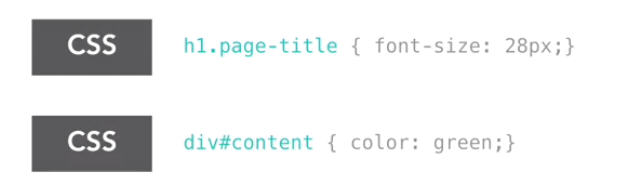 CSS h1.page-title { font-size: 28px;}
CSS div#content { color: green;}